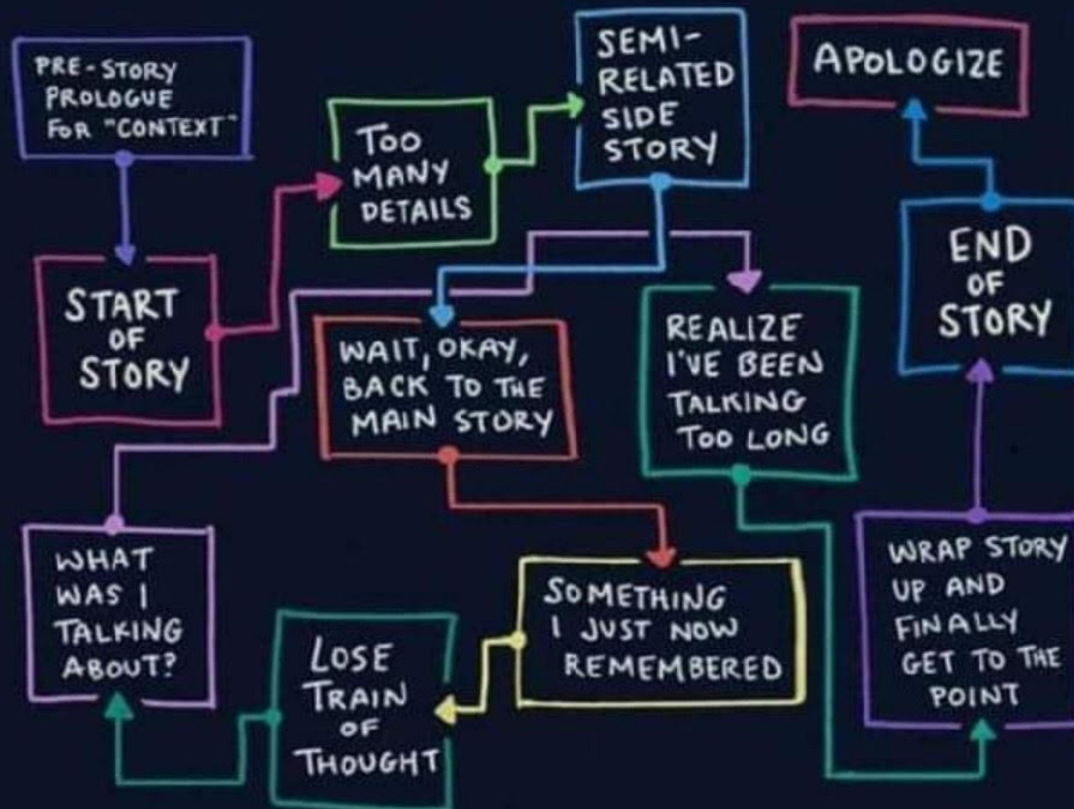 PRE-STORY
PROLOGUE
FOR "CONTEXT"
START
OF
STORY
TOO
MANY
DETAILS
SEMI-
RELATED
SIDE
STORY
WAIT, OKAY,
BACK TO THE
MAIN STORY
SOMETHING
I JUST NOW
REMEMBERED
LOSE
TRAIN
OF
THOUGHT
WHAT
WAS I
TALKING
ABOUT?
REALIZE
I'VE BEEN
TALKING
TOO LONG
WRAP STORY
UP AND
FINALLY
GET TO THE
POINT
END
OF
STORY
APOLOGIZE